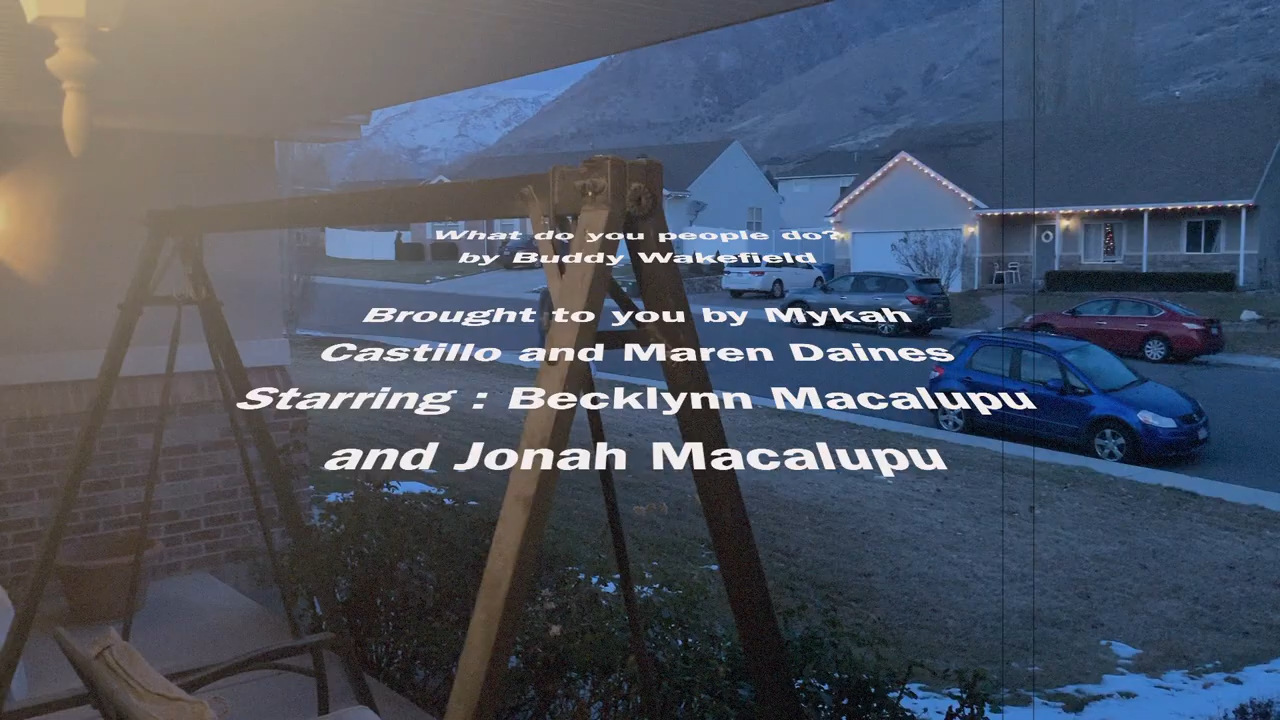 What do you people do?
by Buddy Wakefield
Brought to you by Mykah
Castillo and Maren Daines
Starring : Becklynn Macalupu
and Jonah Macalupu